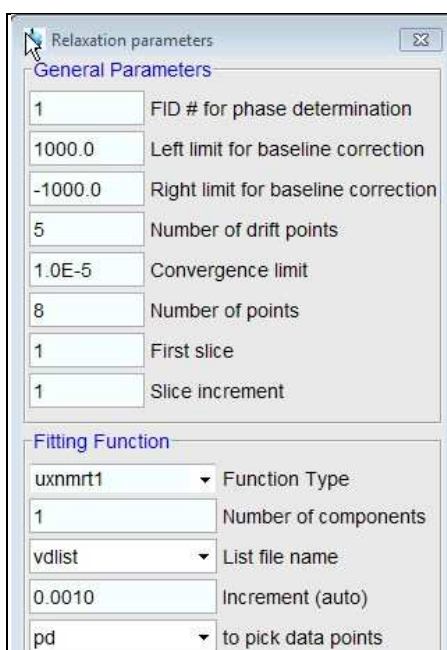 Relaxation parameters
General Parameters
1 FID # for phase determination
1000.0 Left limit for baseline correction
-1000.0 Right limit for baseline correction
5 Number of drift points
1.0E-5 Convergence limit
8 Number of points
1 First slice
1 Slice increment
Fitting Function
uxnmrt1 Function Type
1 Number of components
vdlist List file name
0.0010 Increment (auto)
pd to pick data points